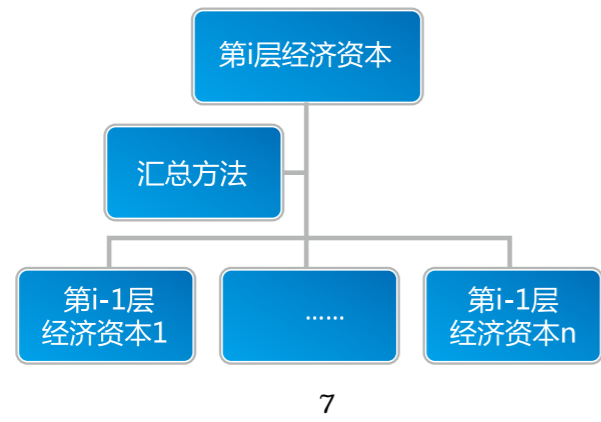 第i层经济资本
汇总方法
第i-1层
经济资本1
……
第i-1层
经济资本n
7